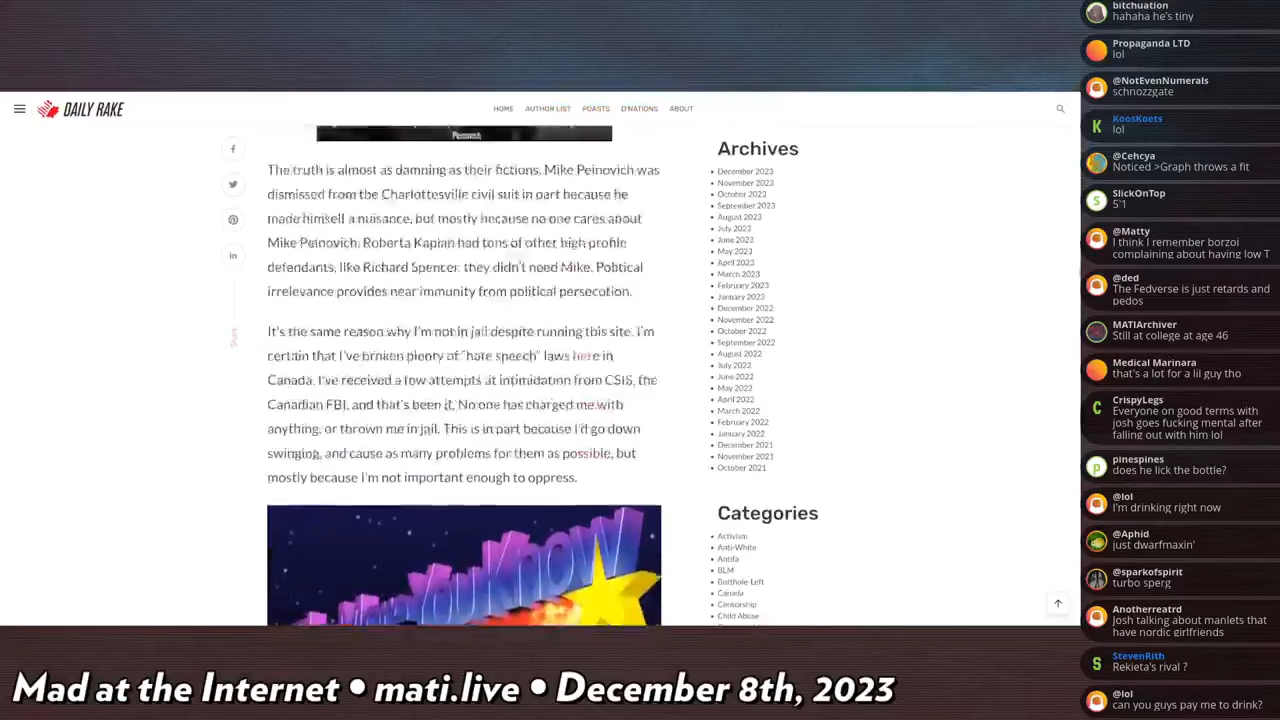 DAILY RAKE
HOME
AUTHOR LIST
POASTS
D'NATIONS
ABOUT
The truth is almost as damning as their fictions. Mike Peinovich was
dismissed from the Charlottesville civil suit in part because he
made himself a nuisance, but mostly because no one cares about
Mike Peinovich. Roberta Kaplan had tons of other high-profile
defendants, like Richard Spencer they didn't need Mike. Political
irrelevance provides near immunity from political persecution.
It's the same reason why I'm not in jail despite running this site. I'm
certain that I've broken plenty of "hate speech" laws here in
Canada. I've received a few attempts at intimidation from CSIS, the
Canadian FBI, and that's been it. No one has charged me with
anything, or thrown me in jail. This is in part because I'd go down
swinging, and cause as many problems for them as possible, but
mostly because I'm not important enough to oppress.
Know
Share
Archives
December 2023
November 2023
October 2023
September 2023
August 2023
July 2023
June 2023
May 2023
April 2023
March 2023
February 2023
January 2023
December 2022
November 2022
October 2022
September 2022
August 2022
July 2022
June 2022
May 2022
April 2022
March 2022
February 2022
January 2022
December 2021
November 2021
October 2021
Categories
Activism
Anti-White
Antifa
BLM
Butthole-Left
Canada
Censorship
Child Abuse
bitchuation
hahaha he's tiny
Propaganda LTD
lol
@NotEvenNumerals
schnozzgate
KoosKoets
lol
@Cehcya
Noticed >Graph throws a fit
SlickOnTop
5'1
@Matty
I think I remember borzoi
complaining about having low T
@ded
The Fedverse is just retards and
pedos
MATIArchiver
Still at college at age 46
Medical Marinara
that's a lot for a lil guy tho
CrispyLegs
Everyone on good terms with
josh goes fucking mental after
falling out with him lol
pinespines
does he lick the bottle?
@lol
I'm drinking right now
@Aphid
just dwarfmaxin'
@sparkofspirit
turbo sperg
Anotherreatrd
Josh talking about manlets that
have nordic girlfriends
StevenRith
Rekieta's rival ?
@lol
can you guys pay me to drink?
Mad at the Internet • mati.live • December 8th, 2023